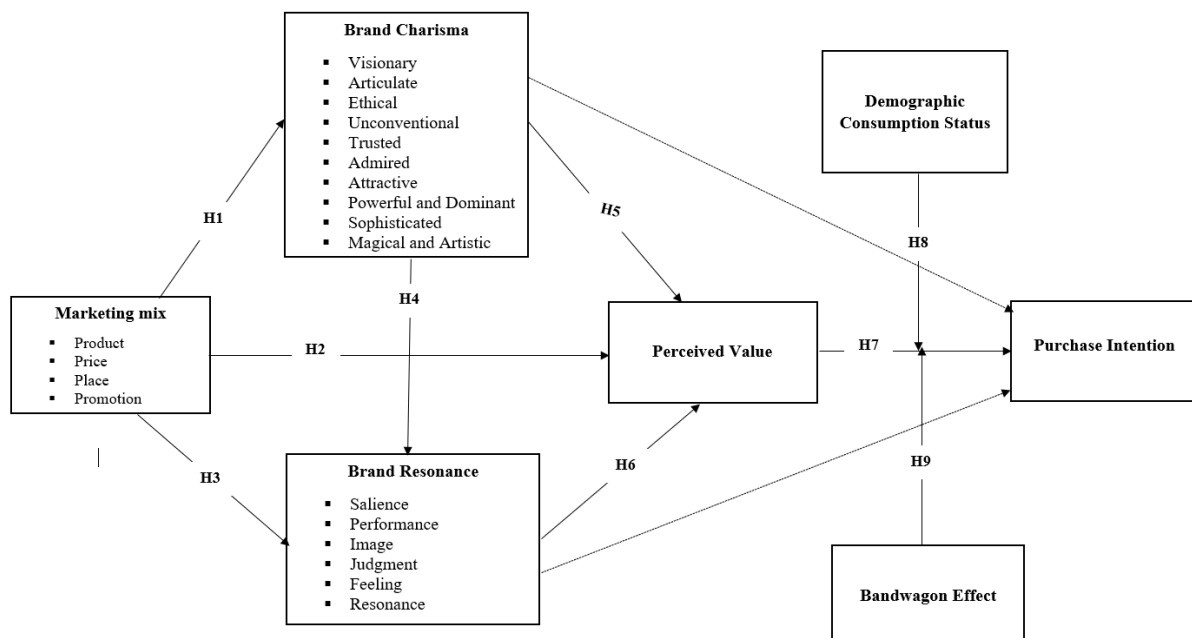 Brand Charisma
Visionary
Articulate
Ethical
Unconventional
Trusted
Admired
Attractive
Powerful and Dominant
Sophisticated
Magical and Artistic
Demographic
Consumption Status
H1
H5
H8
H4
Marketing mix
Product
Price
Place
Promotion
H2
Perceived Value
H7
Purchase Intention
H3
H6
H9
Brand Resonance
Salience
Performance
Image
Judgment
Feeling
Resonance
Bandwagon Effect